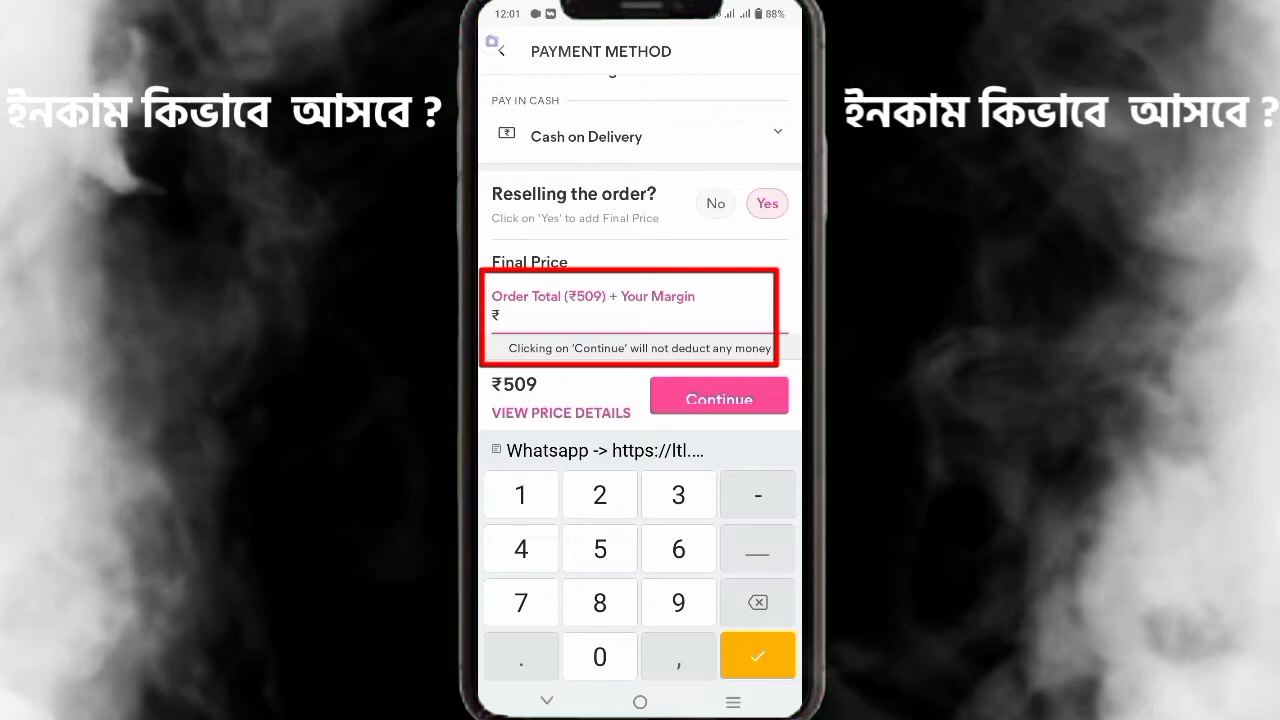 12:01 88%
PAYMENT METHOD
ইনকাম কিভাবে আসবে ?
ইনকাম কিভাবে আসবে ?
PAY IN CASH
Cash on Delivery
Reselling the order?
No
Yes
Click on 'Yes' to add Final Price
Final Price
Order Total (₹509) + Your Margin
₹
Clicking on 'Continue' will not deduct any money
₹509
Continue
VIEW PRICE DETAILS
Whatsapp -> https://ltl....
1 2 3 -
4 5 6 _
7 8 9
. 0 ,